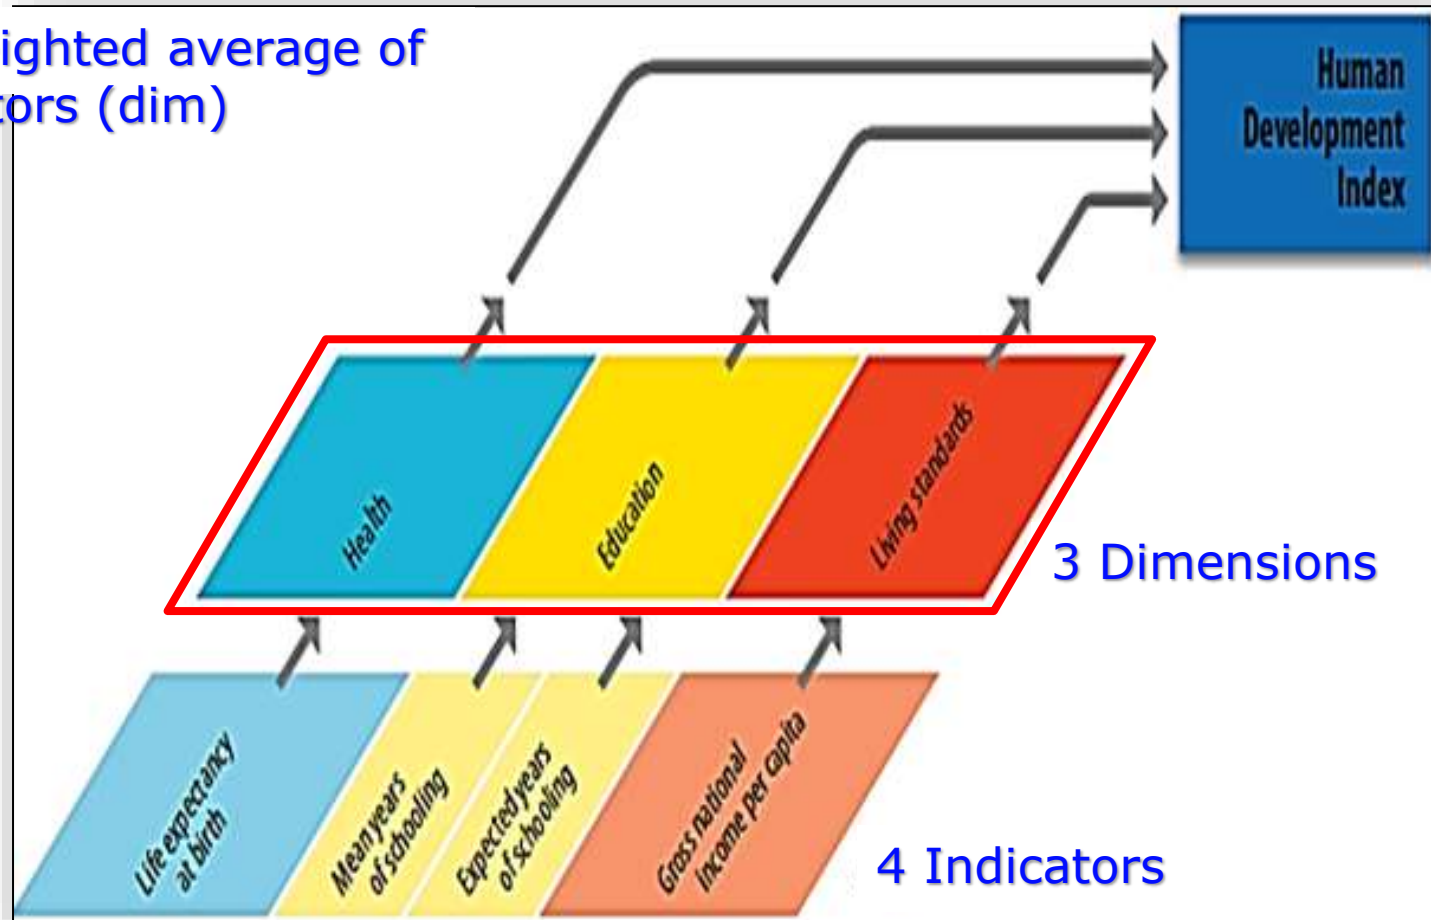 ighted average of
tors (dim)
Human
Development
Index
Health
Education
Living standards
3 Dimensions
Life expectancy
at birth
Mean years
of schooling
Expected years
of schooling
Gross national
income per capita
4 Indicators